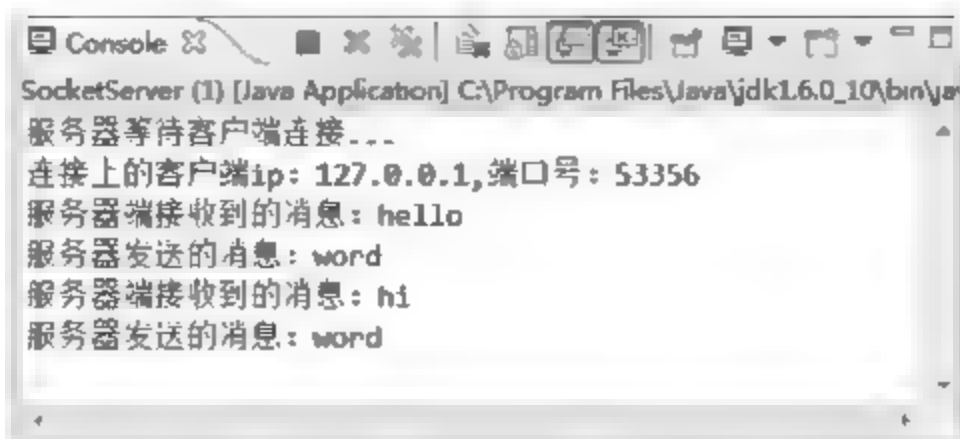 Console
SocketServer (1) [Java Application] C:\Program Files\Java\jdk1.6.0_10\bin\jav
服务器等待客户端连接...
连接上的客户端ip: 127.0.0.1,端口号: 53356
服务器端接收到的消息: hello
服务器发送的消息: word
服务器端接收到的消息: hi
服务器发送的消息: word